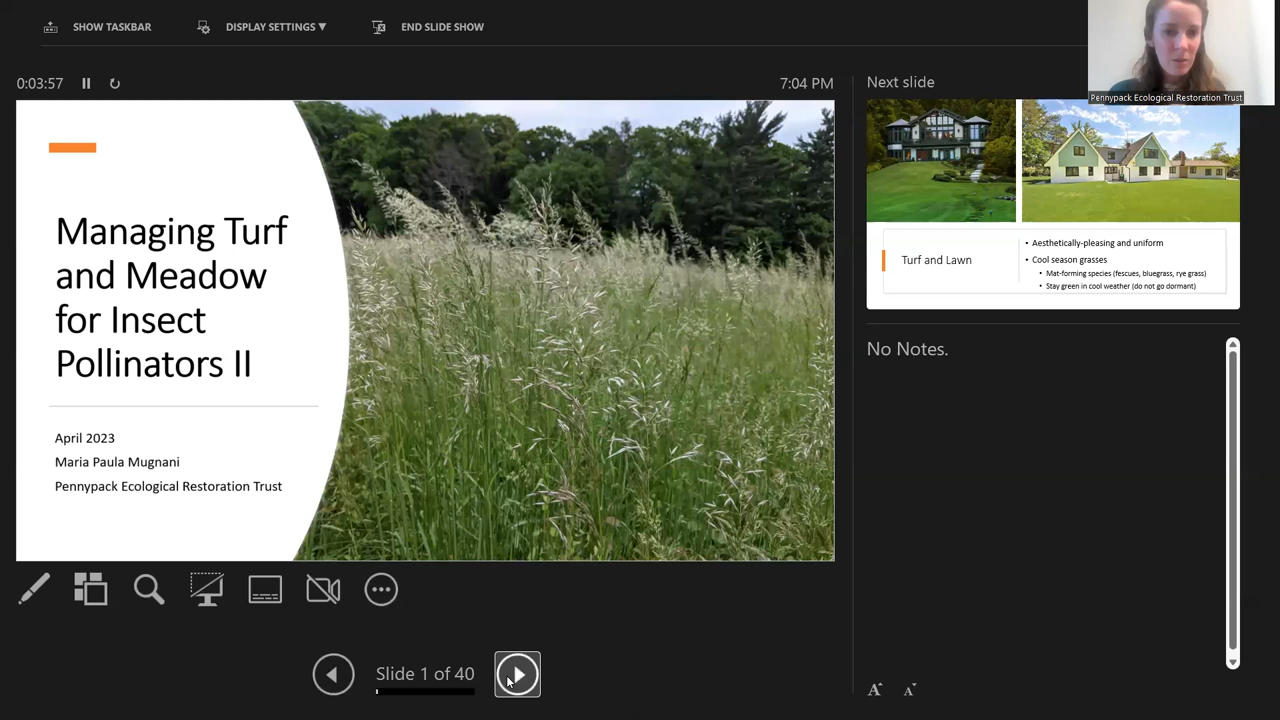 SHOW TASKBAR
DISPLAY SETTINGS ▼
END SLIDE SHOW
0:03:57
7:04 PM
Managing Turf
and Meadow
for Insect
Pollinators II
April 2023
Maria Paula Mugnani
Pennypack Ecological Restoration Trust
Slide 1 of 40
Next slide
Pennypack Ecological Restoration Trust
Turf and Lawn
• Aesthetically-pleasing and uniform
• Cool season grasses
• Mat-forming species (fescues, bluegrass, rye grass)
• Stay green in cool weather (do not go dormant)
No Notes.
A A